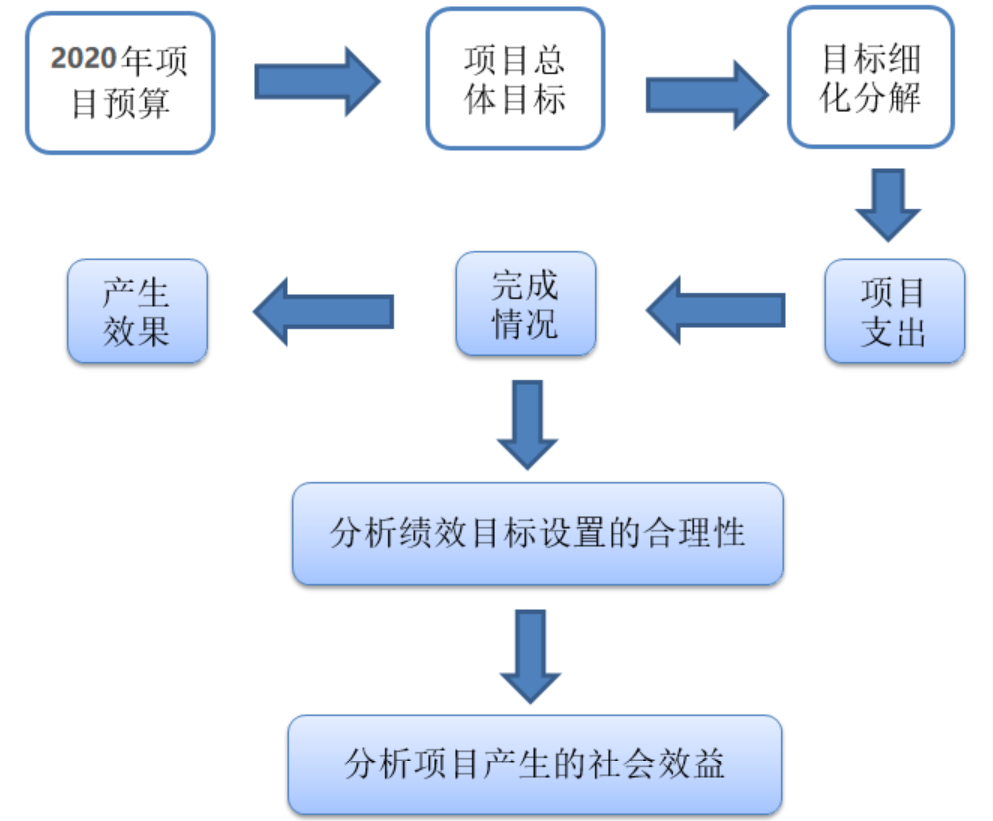 2020年项
目预算
项目总
体目标
目标细
化分解
产生
效果
完成
情况
项目
支出
分析绩效目标设置的合理性
分析项目产生的社会效益